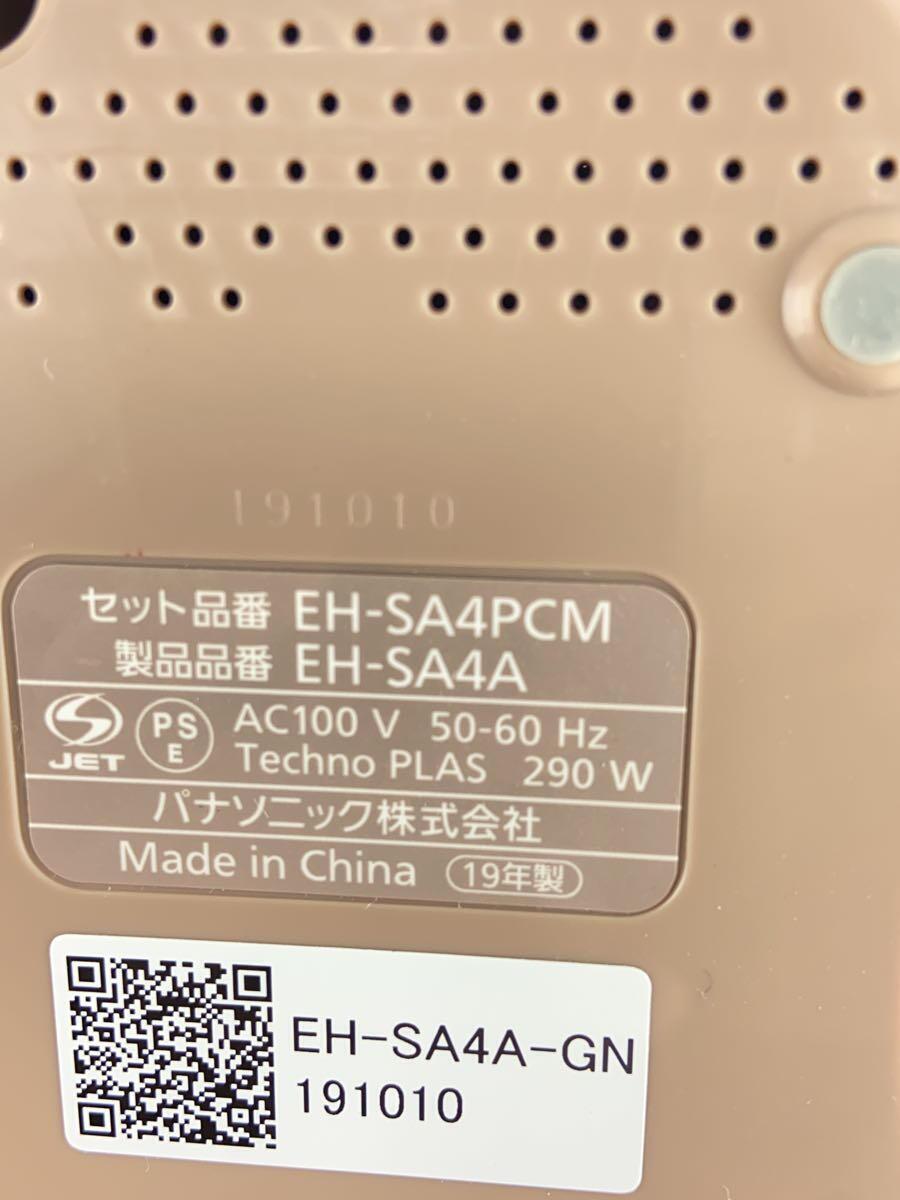 191010
セット品番 EH-SA4PCM
製品品番 EH-SA4A
JET
PS E
AC100 V 50-60 Hz
Techno PLAS 290 W
パナソニック株式会社
Made in China 19年製
EH-SA4A-GN
191010